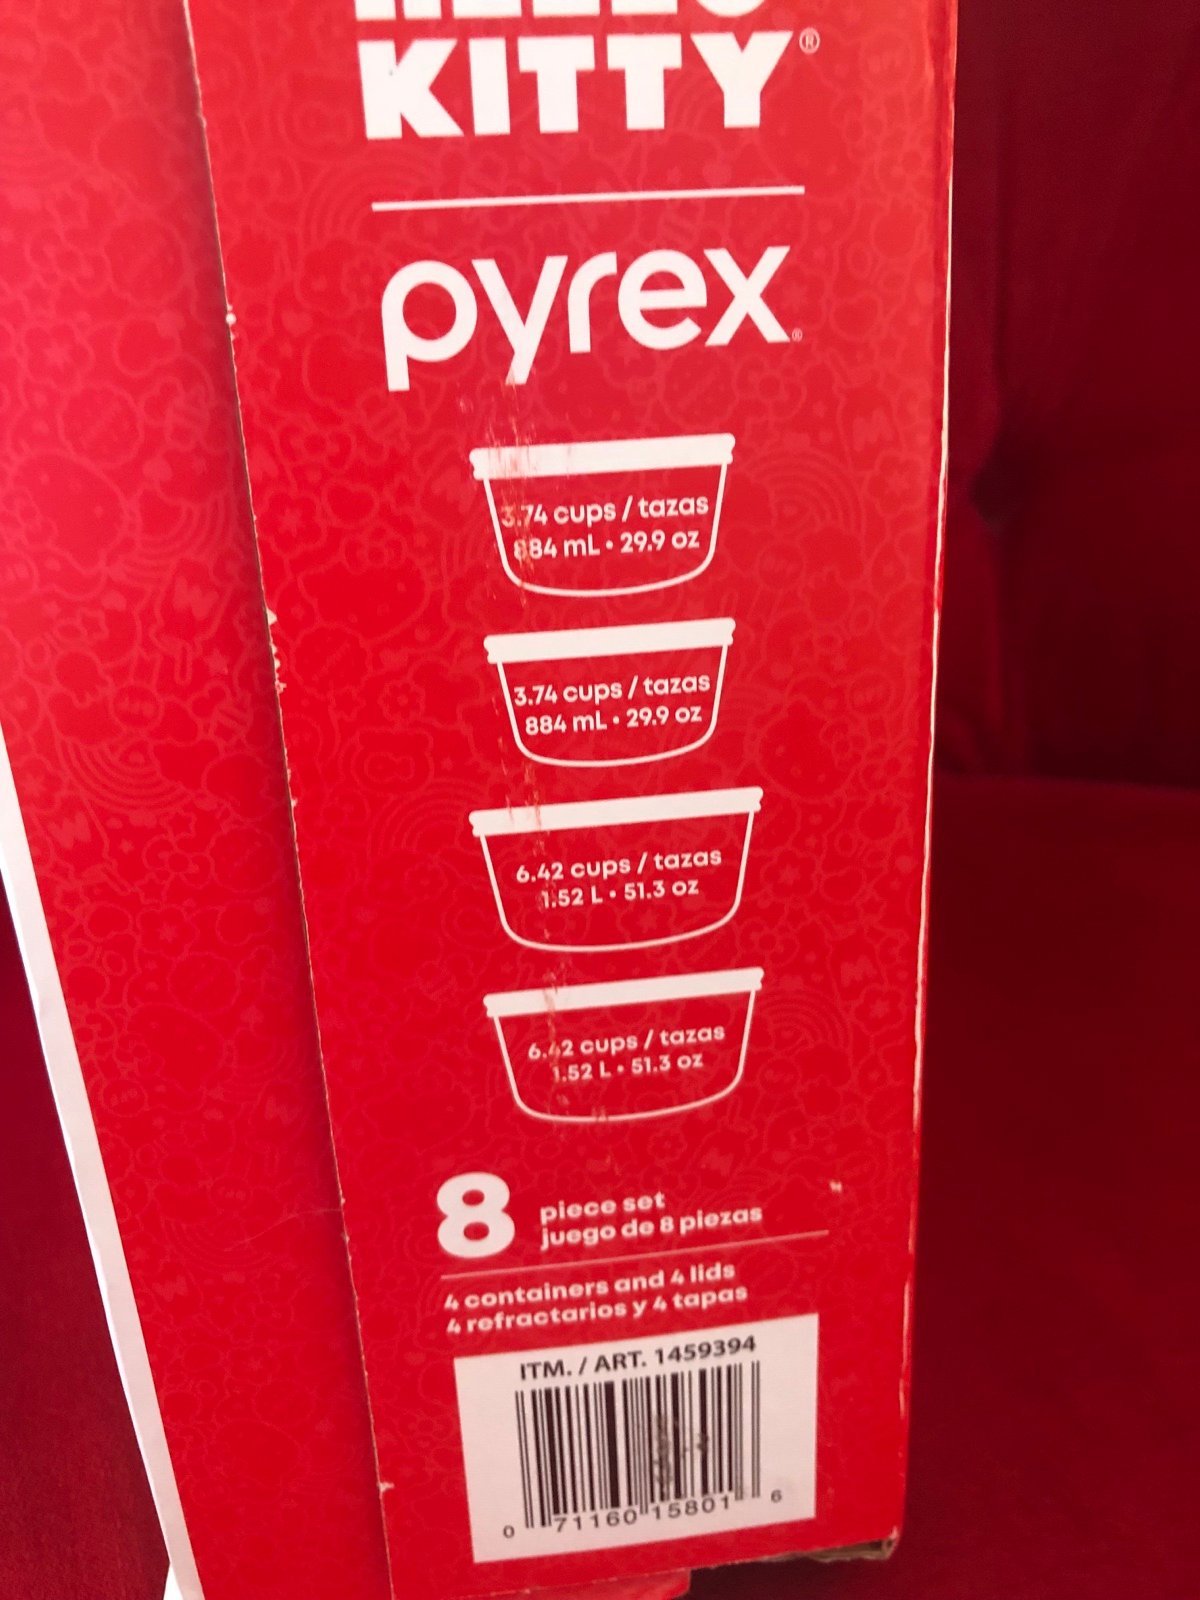 HELLO
KITTY®
pyrex®
3.74 cups / tazas
884 mL • 29.9 oz
3.74 cups / tazas
884 mL • 29.9 oz
6.42 cups / tazas
1.52 L • 51.3 oz
6.42 cups / tazas
1.52 L • 51.3 oz
8 piece set
juego de 8 piezas
4 containers and 4 lids
4 refractarios y 4 tapas
ITM. / ART. 1459394
0 71160 15801 6